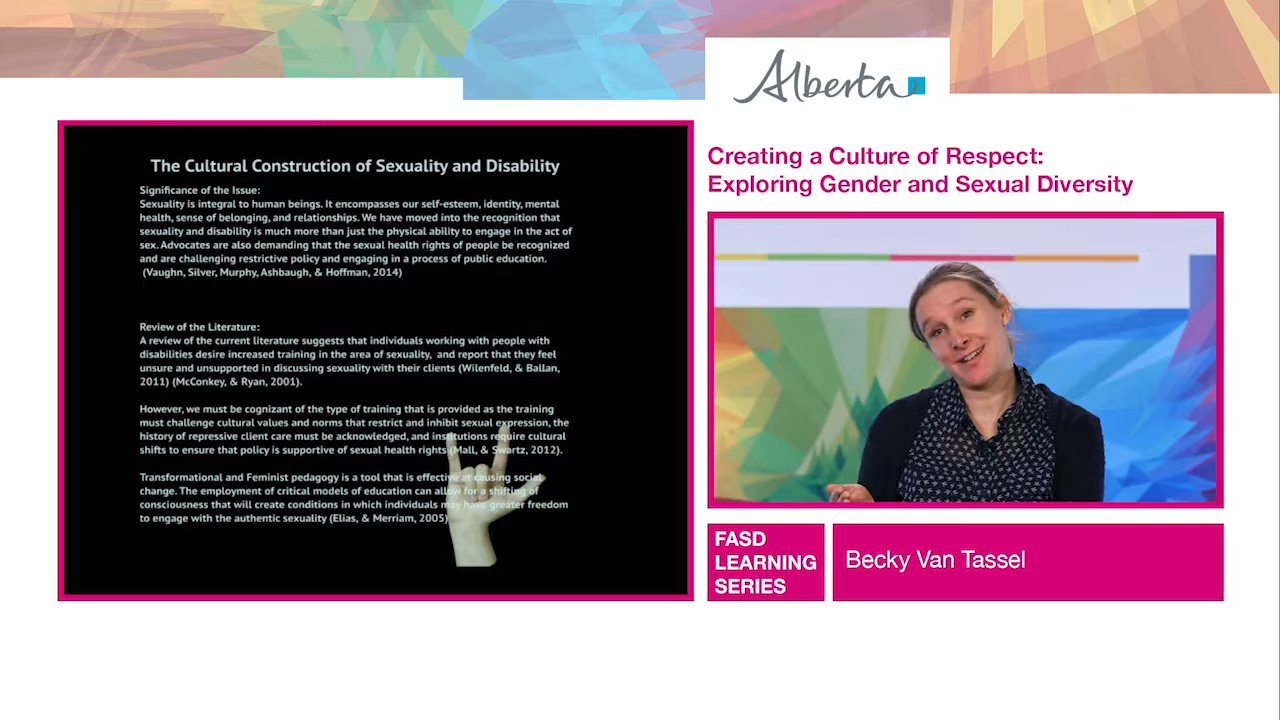 Alberta
The Cultural Construction of Sexuality and Disability
Significance of the Issue:
Sexuality is integral to human beings. It encompasses our self-esteem, identity, mental
health, sense of belonging, and relationships. We have moved into the recognition that
sexuality and disability is much more than just the physical ability to engage in the act of
sex. Advocates are also demanding that the sexual health rights of people be recognized
and are challenging restrictive policy and engaging in a process of public education.
(Vaughn, Silver, Murphy, Ashbaugh, & Hoffman, 2014)
Review of the Literature:
A review of the current literature suggests that individuals working with people with
disabilities desire increased training in the area of sexuality, and report that they feel
unsure and unsupported in discussing sexuality with their clients (Wilenfeld, & Ballan,
2011) (McConkey, & Ryan, 2001).
However, we must be cognizant of the type of training that is provided as the training
must challenge cultural values and norms that restrict and inhibit sexual expression, the
history of repressive client care must be acknowledged, and institutions require cultural
shifts to ensure that policy is supportive of sexual health rights (Mall, & Swartz, 2012).
Transformational and Feminist pedagogy is a tool that is effective at causing social
change. The employment of critical models of education can allow for a shifting of
consciousness that will create conditions in which individuals may have greater freedom
to engage with the authentic sexuality (Elias, & Merriam, 2005)
Creating a Culture of Respect:
Exploring Gender and Sexual Diversity
FASD
LEARNING
SERIES
Becky Van Tassel